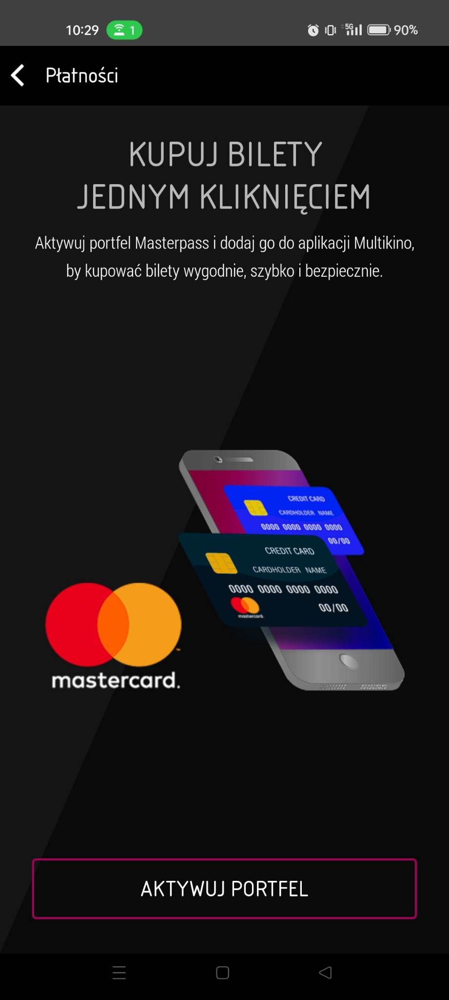 10:29 1 5G 90%
Płatności
KUPUJ BILETY
JEDNYM KLIKNIĘCIEM
Aktywuj portfel Masterpass i dodaj go do aplikacji Multikino,
by kupować bilety wygodnie, szybko i bezpiecznie.
CREDIT CARD
CARDHOLDER NAME
0000 0000 0000 0000
00/00
CREDIT CARD
CARDHOLDER NAME
0000 0000 0000 0000
00/00
mastercard.
mastercard.
AKTYWUJ PORTFEL